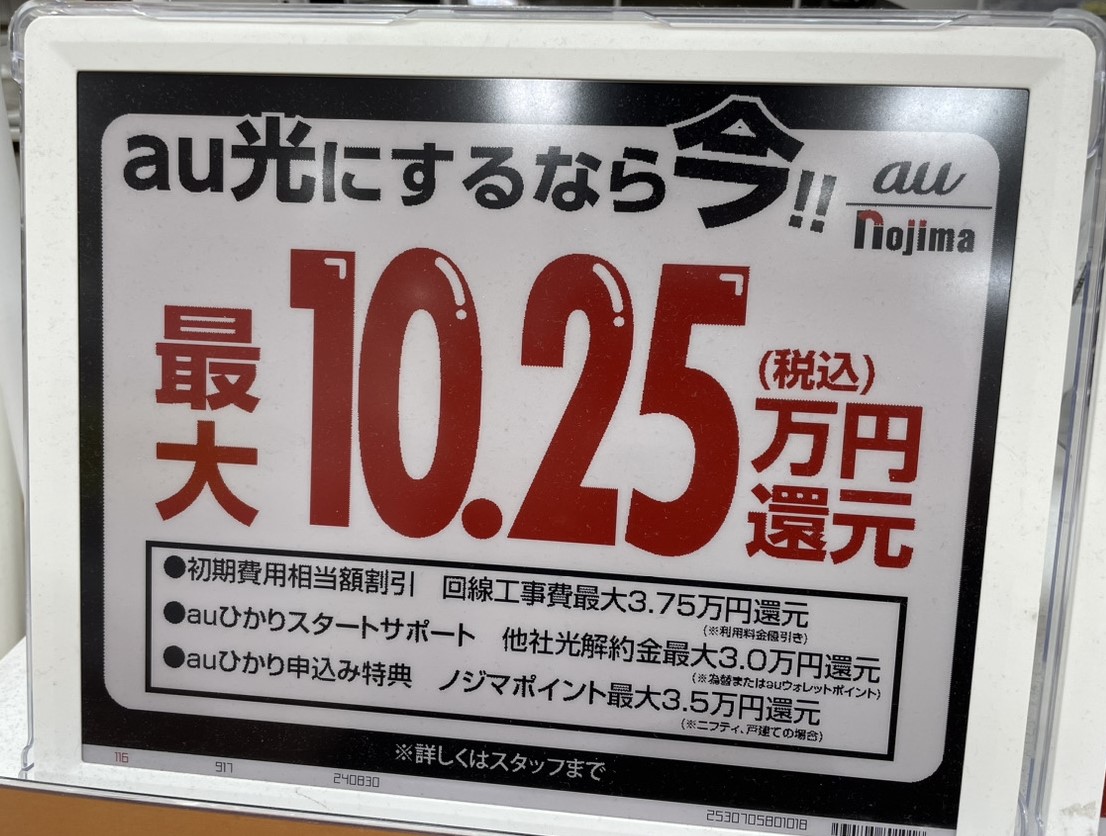 au光にするなら今!!
au
nojima
最大
10.25
(税込)
万円
還元
●初期費用相当額割引 回線工事費最大3.75万円還元
(※利用料金値引き)
●auひかりスタートサポート 他社光解約金最大3.0万円還元
(※為替またはauウォレットポイント)
●auひかり申込み特典 ノジマポイント最大3.5万円還元
(※ニフティ、戸建ての場合)
※詳しくはスタッフまで
116 917 240830 2530705801018